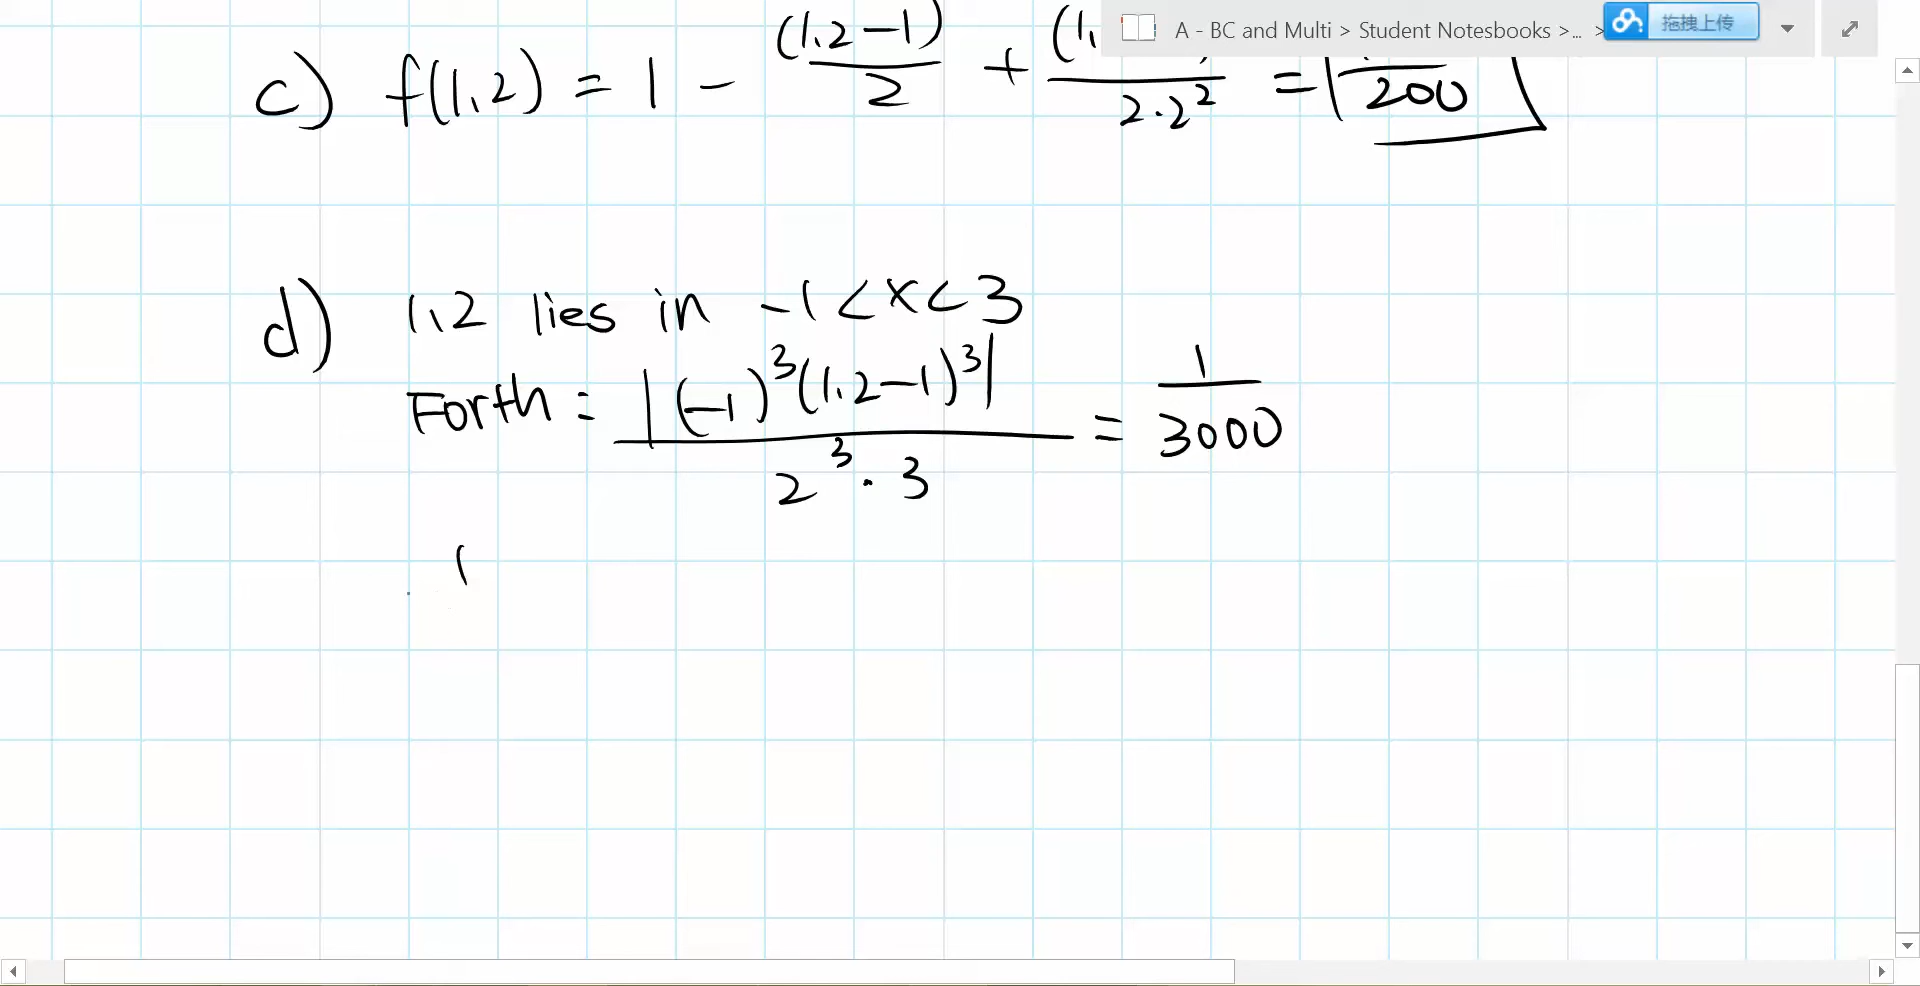 A - BC and Multi > Student Notesbooks >... >
拖拽上传
c) f(1,2) = 1 - (1.2-1)/2 + (1, /2·2² = /200
d) 1,2 lies in -1<x<3
Forth = |(-1)³(1.2-1)³|/2³·3 = 1/3000